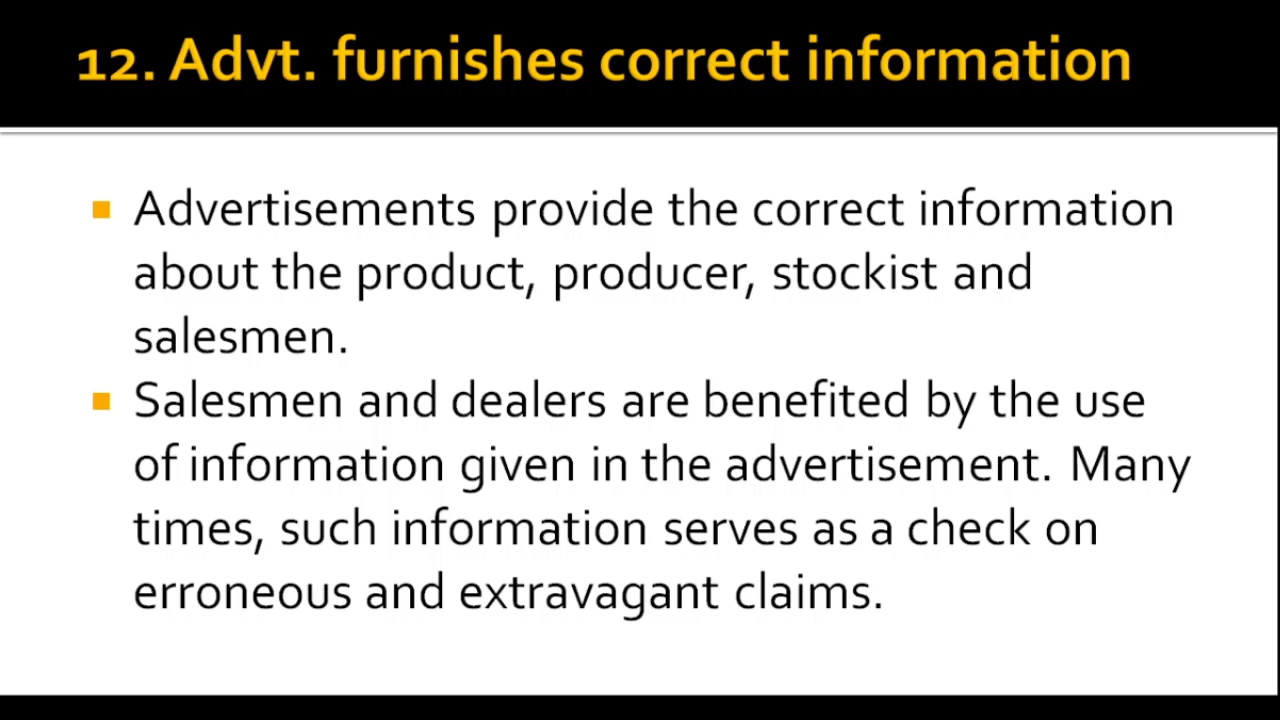 12. Advt. furnishes correct information
Advertisements provide the correct information
about the product, producer, stockist and
salesmen.
Salesmen and dealers are benefited by the use
of information given in the advertisement. Many
times, such information serves as a check on
erroneous and extravagant claims.